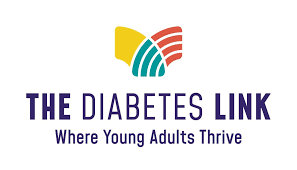 THE DIABETES LINK
Where Young Adults Thrive